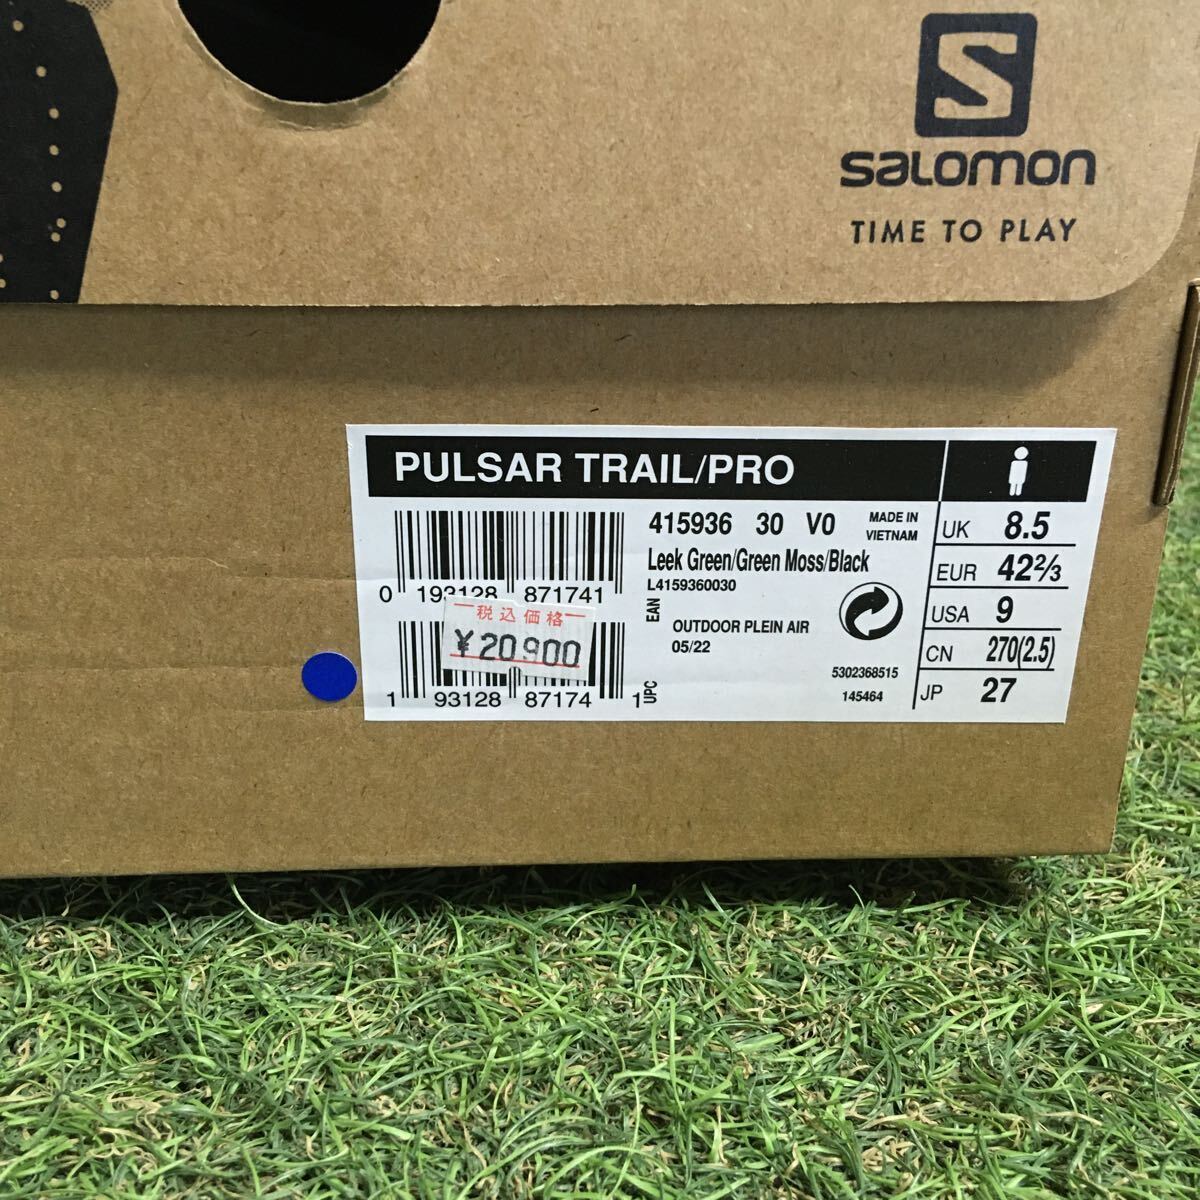 S
SALOMON
TIME TO PLAY
PULSAR TRAIL/PRO
415936 30 V0
MADE IN
VIETNAM
Leek Green/Green Moss/Black
L4159360030
0 193128 871741
EAN
OUTDOOR PLEIN AIR
05/22
税込価格
¥20,900
1 93128 87174 1
UPC
5302368515
145464
UK 8.5
EUR 42⅔
USA 9
CN 270(2.5)
JP 27